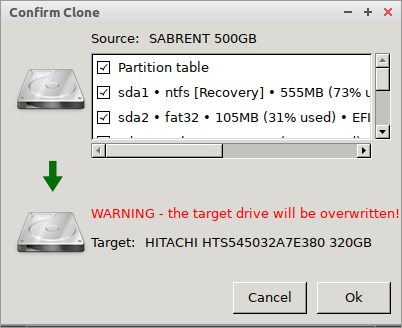 Confirm Clone
Source: SABRENT 500GB
Partition table
sda1 • ntfs [Recovery] • 555MB (73% u
sda2 • fat32 • 105MB (31% used) • EFI
WARNING - the target drive will be overwritten!
Target: HITACHI HTS545032A7E380 320GB
Cancel
Ok